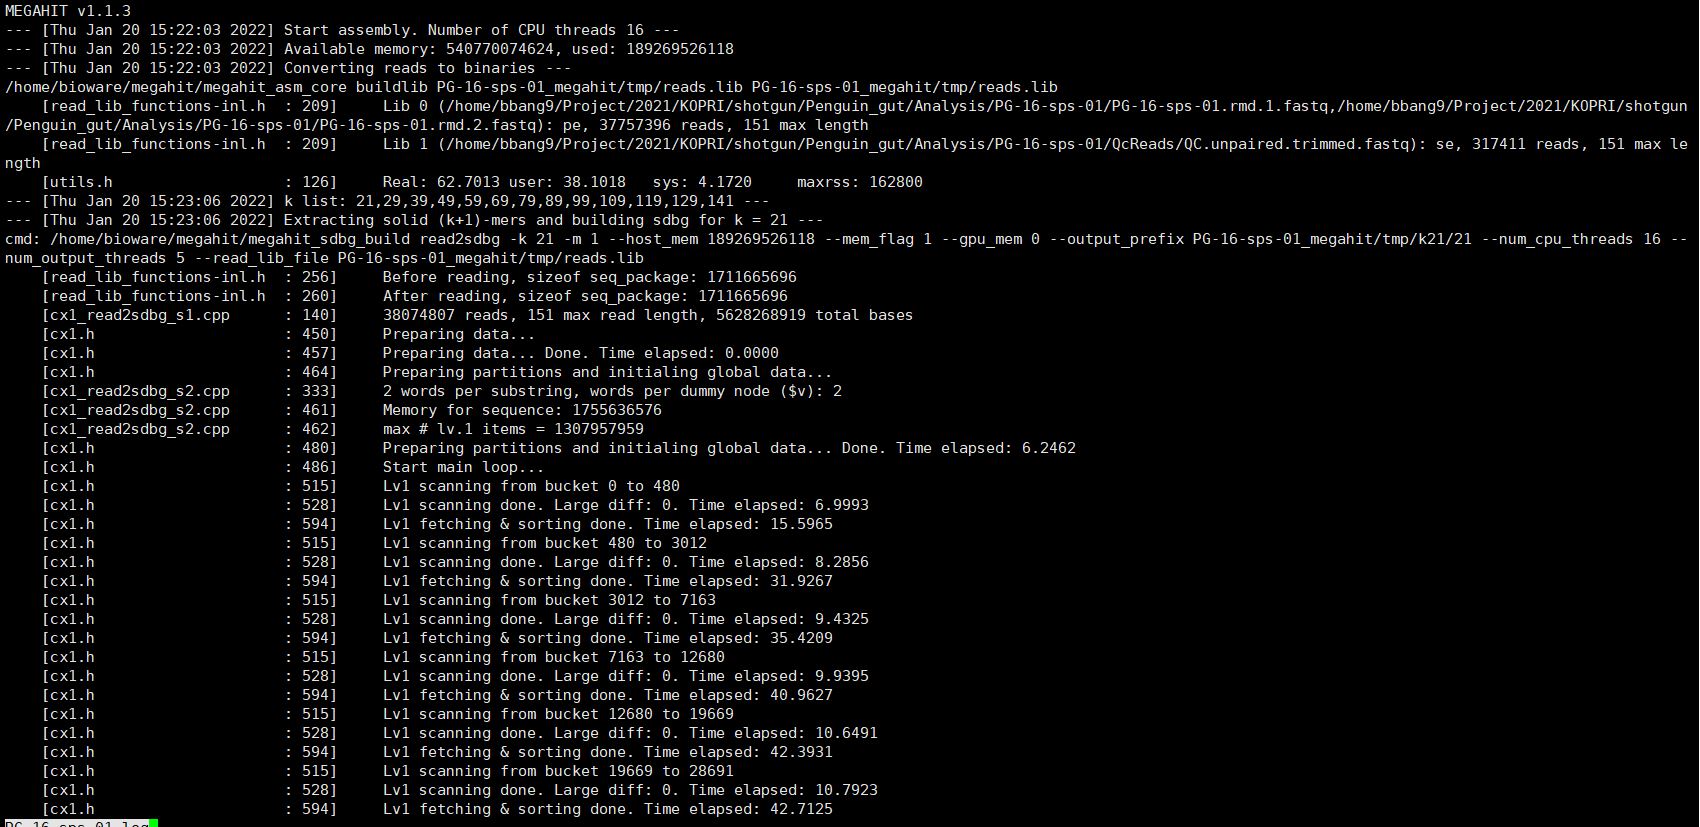 MEGAHIT v1.1.3
--- [Thu Jan 20 15:22:03 2022] Start assembly. Number of CPU threads 16 ---
--- [Thu Jan 20 15:22:03 2022] Available memory: 540770074624, used: 189269526118
--- [Thu Jan 20 15:22:03 2022] Converting reads to binaries ---
/home/bioware/megahit/megahit_asm_core buildlib PG-16-sps-01_megahit/tmp/reads.lib PG-16-sps-01_megahit/tmp/reads.lib
    [read_lib_functions-inl.h  : 209]     Lib 0 (/home/bbang9/Project/2021/KOPRI/shotgun/Penguin_gut/Analysis/PG-16-sps-01/PG-16-sps-01.rmd.1.fastq,/home/bbang9/Project/2021/KOPRI/shotgun
/Penguin_gut/Analysis/PG-16-sps-01/PG-16-sps-01.rmd.2.fastq): pe, 37757396 reads, 151 max length
    [read_lib_functions-inl.h  : 209]     Lib 1 (/home/bbang9/Project/2021/KOPRI/shotgun/Penguin_gut/Analysis/PG-16-sps-01/QcReads/QC.unpaired.trimmed.fastq): se, 317411 reads, 151 max le
ngth
    [utils.h                   : 126]     Real: 62.7013 user: 38.1018   sys: 4.1720     maxrss: 162800
--- [Thu Jan 20 15:23:06 2022] k list: 21,29,39,49,59,69,79,89,99,109,119,129,141 ---
--- [Thu Jan 20 15:23:06 2022] Extracting solid (k+1)-mers and building sdbg for k = 21 ---
cmd: /home/bioware/megahit/megahit_sdbg_build read2sdbg -k 21 -m 1 --host_mem 189269526118 --mem_flag 1 --gpu_mem 0 --output_prefix PG-16-sps-01_megahit/tmp/k21/21 --num_cpu_threads 16 --
num_output_threads 5 --read_lib_file PG-16-sps-01_megahit/tmp/reads.lib
    [read_lib_functions-inl.h  : 256]     Before reading, sizeof seq_package: 1711665696
    [read_lib_functions-inl.h  : 260]     After reading, sizeof seq_package: 1711665696
    [cx1_read2sdbg_s1.cpp      : 140]     38074807 reads, 151 max read length, 5628268919 total bases
    [cx1.h                     : 450]     Preparing data...
    [cx1.h                     : 457]     Preparing data... Done. Time elapsed: 0.0000
    [cx1.h                     : 464]     Preparing partitions and initialing global data...
    [cx1_read2sdbg_s2.cpp      : 333]     2 words per substring, words per dummy node ($v): 2
    [cx1_read2sdbg_s2.cpp      : 461]     Memory for sequence: 1755636576
    [cx1_read2sdbg_s2.cpp      : 462]     max # lv.1 items = 1307957959
    [cx1.h                     : 480]     Preparing partitions and initialing global data... Done. Time elapsed: 6.2462
    [cx1.h                     : 486]     Start main loop...
    [cx1.h                     : 515]     Lv1 scanning from bucket 0 to 480
    [cx1.h                     : 528]     Lv1 scanning done. Large diff: 0. Time elapsed: 6.9993
    [cx1.h                     : 594]     Lv1 fetching & sorting done. Time elapsed: 15.5965
    [cx1.h                     : 515]     Lv1 scanning from bucket 480 to 3012
    [cx1.h                     : 528]     Lv1 scanning done. Large diff: 0. Time elapsed: 8.2856
    [cx1.h                     : 594]     Lv1 fetching & sorting done. Time elapsed: 31.9267
    [cx1.h                     : 515]     Lv1 scanning from bucket 3012 to 7163
    [cx1.h                     : 528]     Lv1 scanning done. Large diff: 0. Time elapsed: 9.4325
    [cx1.h                     : 594]     Lv1 fetching & sorting done. Time elapsed: 35.4209
    [cx1.h                     : 515]     Lv1 scanning from bucket 7163 to 12680
    [cx1.h                     : 528]     Lv1 scanning done. Large diff: 0. Time elapsed: 9.9395
    [cx1.h                     : 594]     Lv1 fetching & sorting done. Time elapsed: 40.9627
    [cx1.h                     : 515]     Lv1 scanning from bucket 12680 to 19669
    [cx1.h                     : 528]     Lv1 scanning done. Large diff: 0. Time elapsed: 10.6491
    [cx1.h                     : 594]     Lv1 fetching & sorting done. Time elapsed: 42.3931
    [cx1.h                     : 515]     Lv1 scanning from bucket 19669 to 28691
    [cx1.h                     : 528]     Lv1 scanning done. Large diff: 0. Time elapsed: 10.7923
    [cx1.h                     : 594]     Lv1 fetching & sorting done. Time elapsed: 42.7125
PG-16-sps-01.log